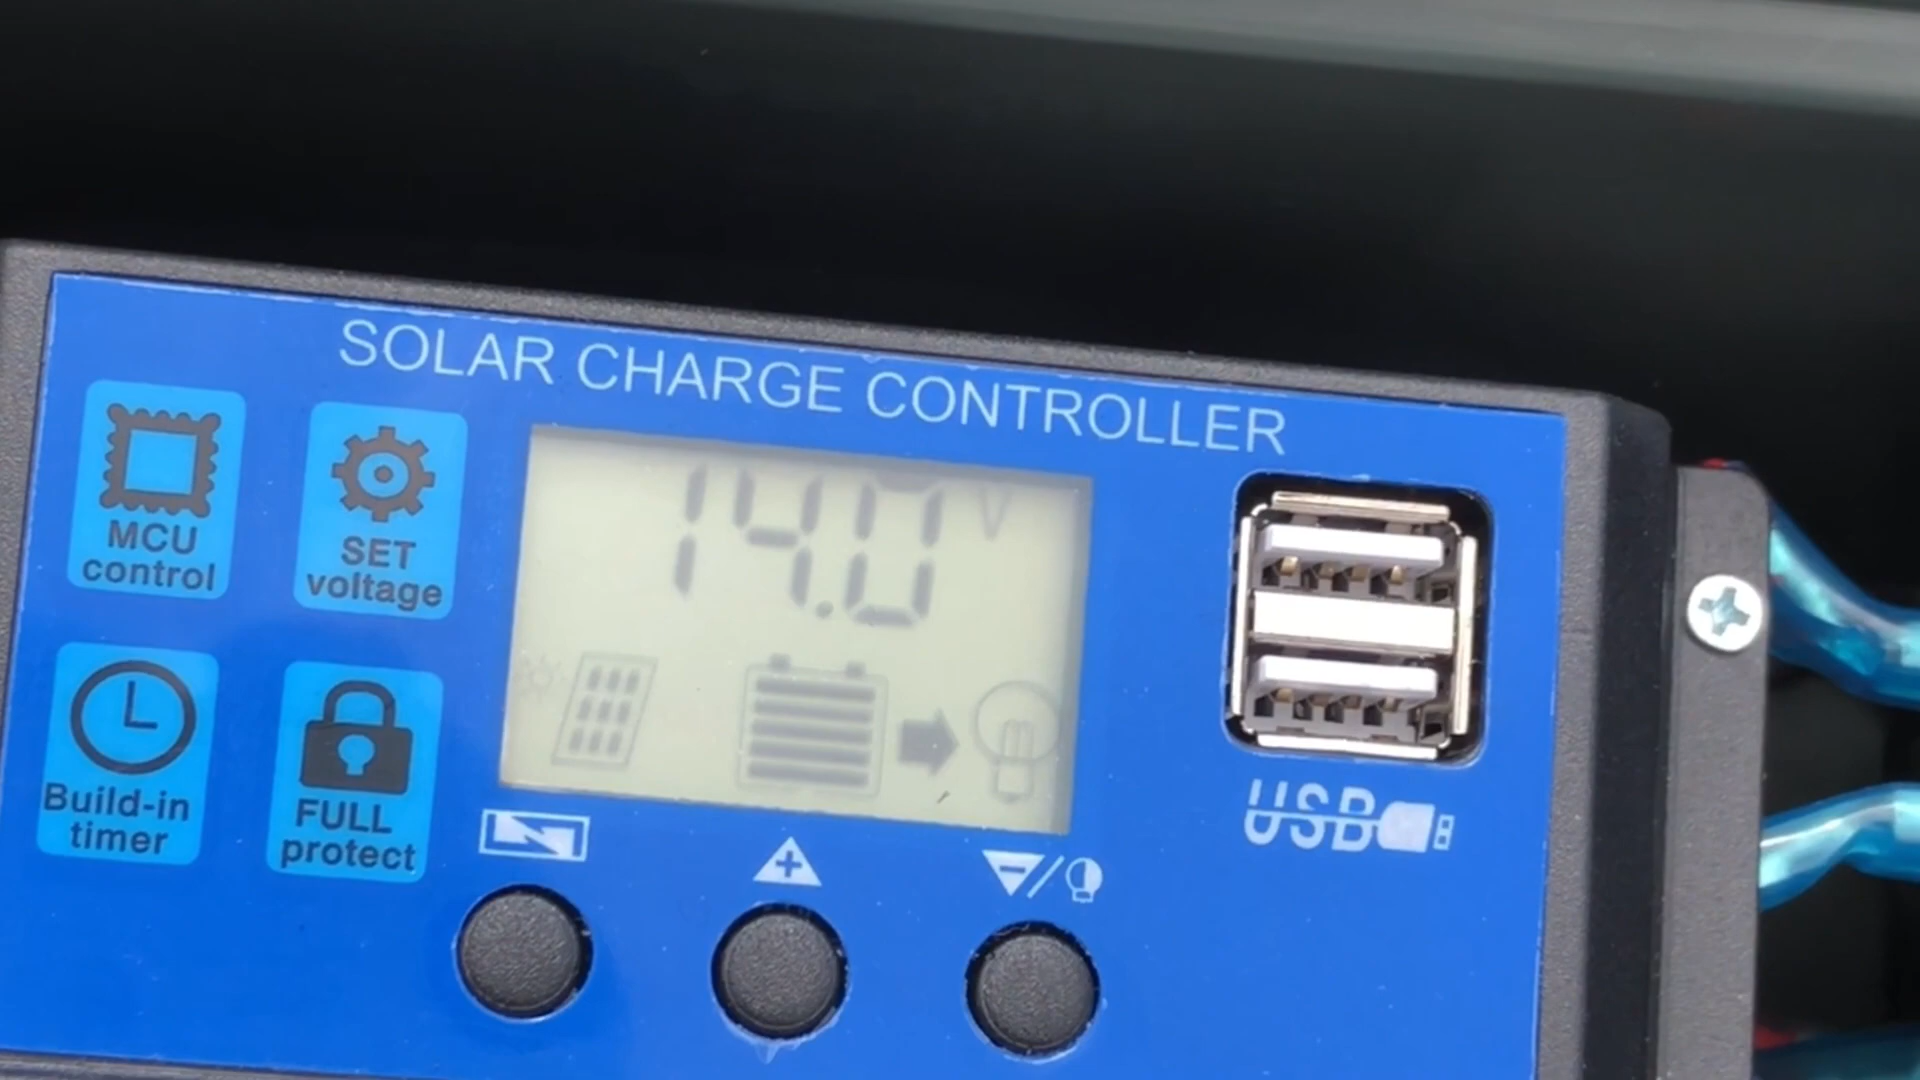 SOLAR CHARGE CONTROLLER
MCU
control
SET
voltage
14.0 V
Build-in
timer
FULL
protect
USB